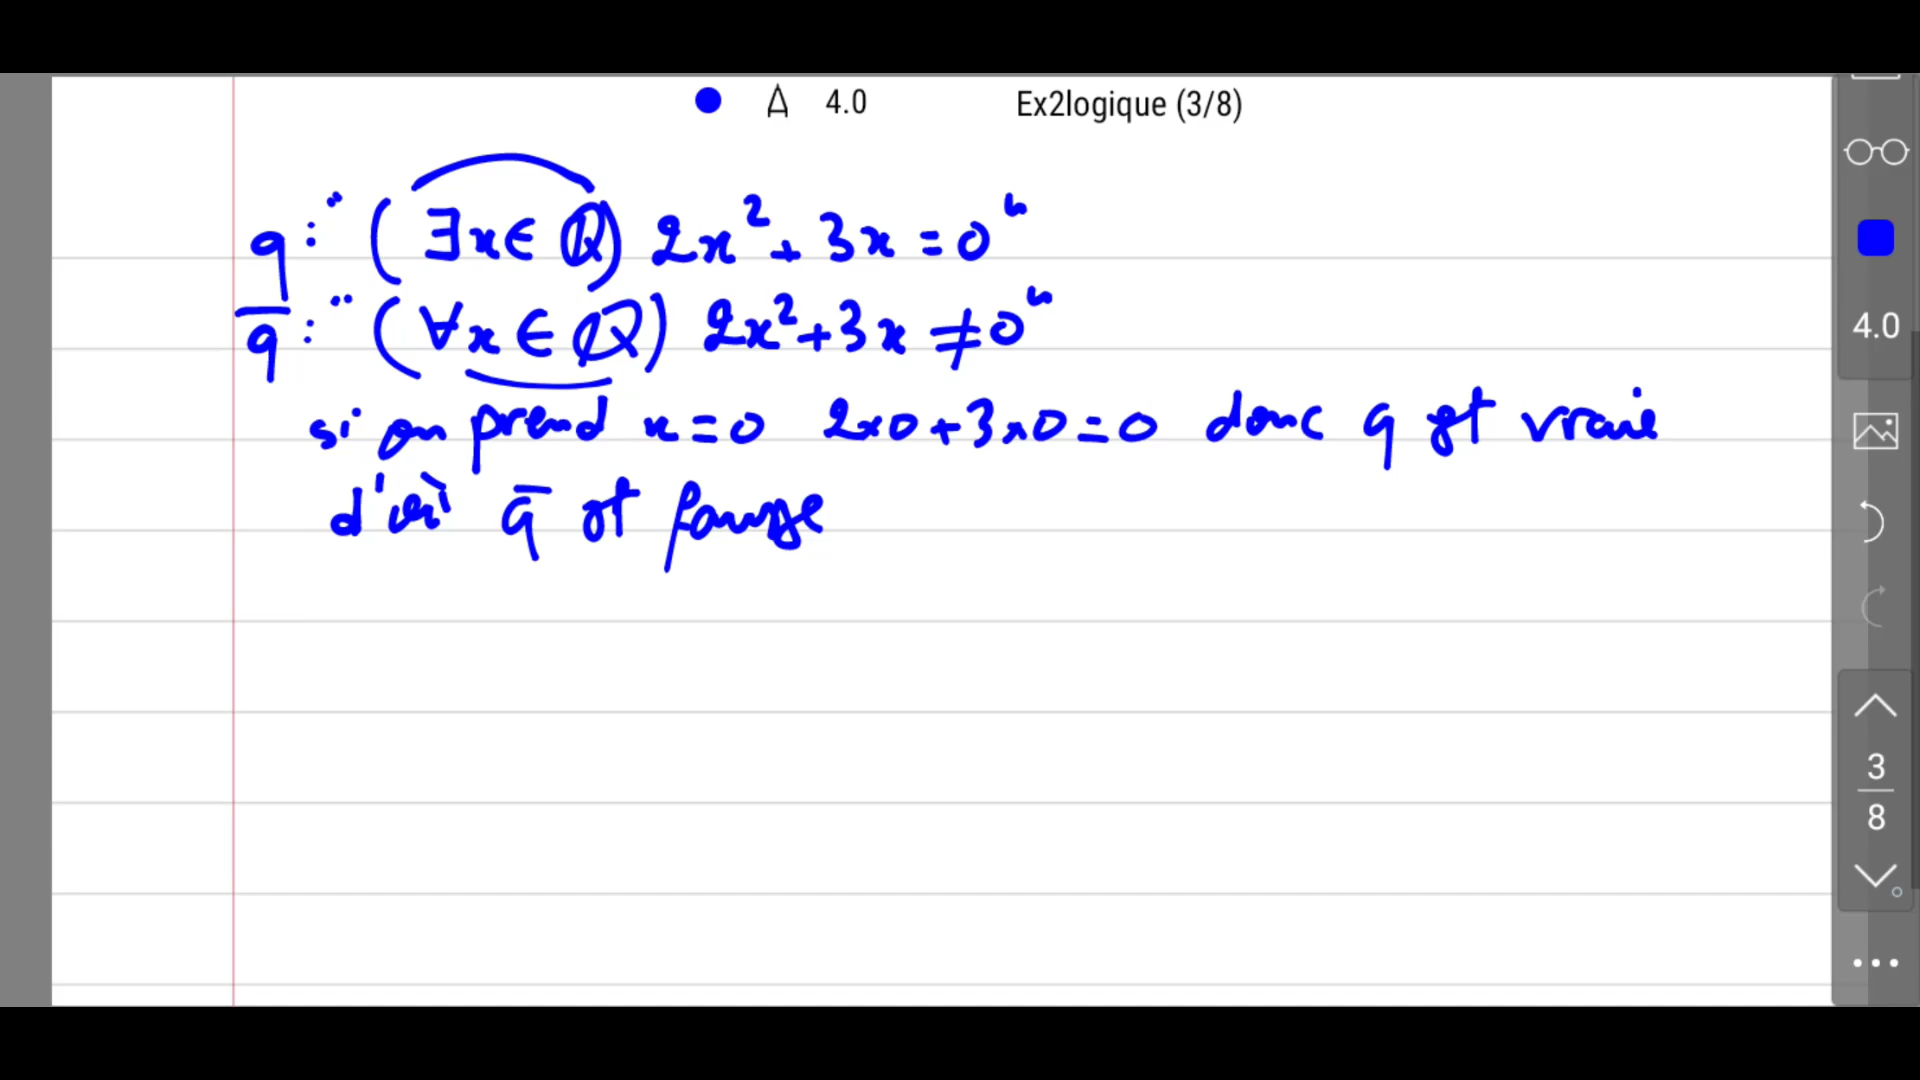 4.0 Ex2logique (3/8)
q : " (∃x∈ℚ) 2x² + 3x = 0 "
q̅ : " (∀x∈ℚ) 2x² + 3x ≠ 0 "
si on prend x = 0 2×0 + 3×0 = 0 donc q est vraie
d'où q̅ est fausse
4.0
3
8